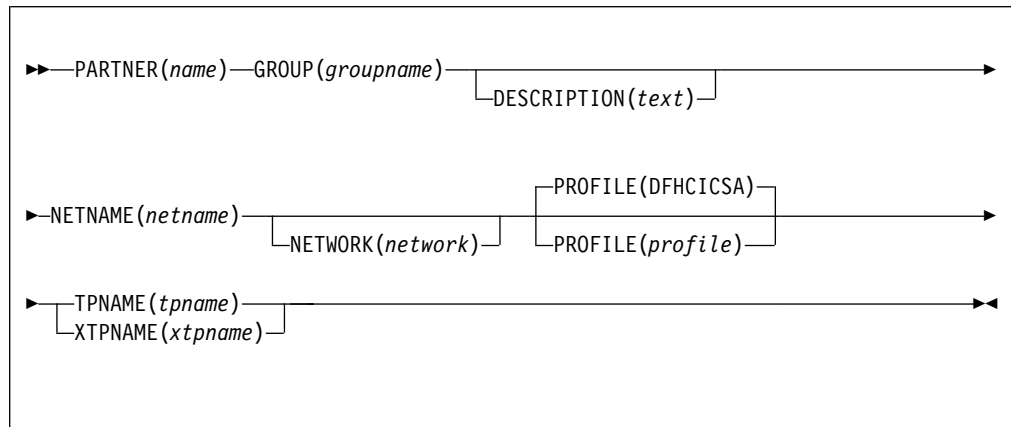 PARTNER(name) GROUP(groupname)
DESCRIPTION(text)
PROFILE(DFHCICSA)
NETNAME(netname)
NETWORK(network) PROFILE(profile)
TPNAME(tpname)
XTPNAME(xtpname)